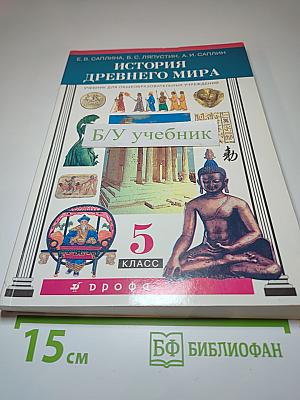 Е. В. САПЛИНА, Б. С. ЛЯПУСТИН, А. И. САПЛИН
ИСТОРИЯ
ДРЕВНЕГО МИРА
УЧЕБНИК ДЛЯ ОБЩЕОБРАЗОВАТЕЛЬНЫХ УЧРЕЖДЕНИЙ
Б/У учебник
5
КЛАСС
ДРОФА
15 см
БФ БИБЛИОФАН